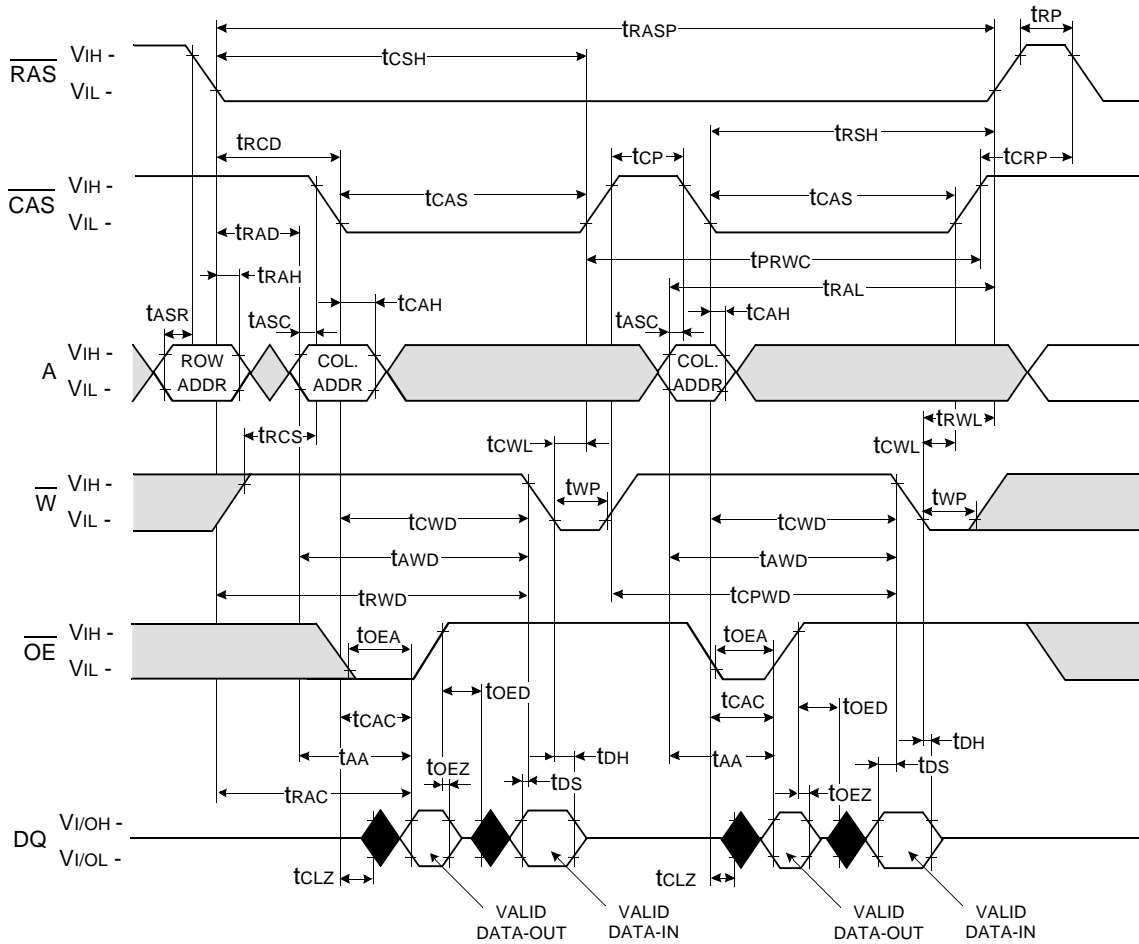 tRP
tRASP
VIH -
RAS
VIL -
tCSH
tRCD
tRSH
tCP
tCRP
VIH -
CAS
VIL -
tCAS
tCAS
tRAD
tPRWC
tRAH
tRAL
tASR
tASC
tCAH
tASC
tCAH
VIH -
A
VIL -
ROW
ADDR
COL.
ADDR
COL.
ADDR
tRWL
tRCS
tCWL
tCWL
VIH -
W
VIL -
tWP
tWP
tCWD
tCWD
tAWD
tAWD
tRWD
tCPWD
VIH -
OE
VIL -
tOEA
tOEA
tOED
tOED
tCAC
tCAC
tDH
tDH
tAA
tAA
tOEZ
tDS
tDS
tRAC
tOEZ
VI/OH -
DQ
VI/OL -
tCLZ
tCLZ
VALID
DATA-OUT
VALID
DATA-IN
VALID
DATA-OUT
VALID
DATA-IN